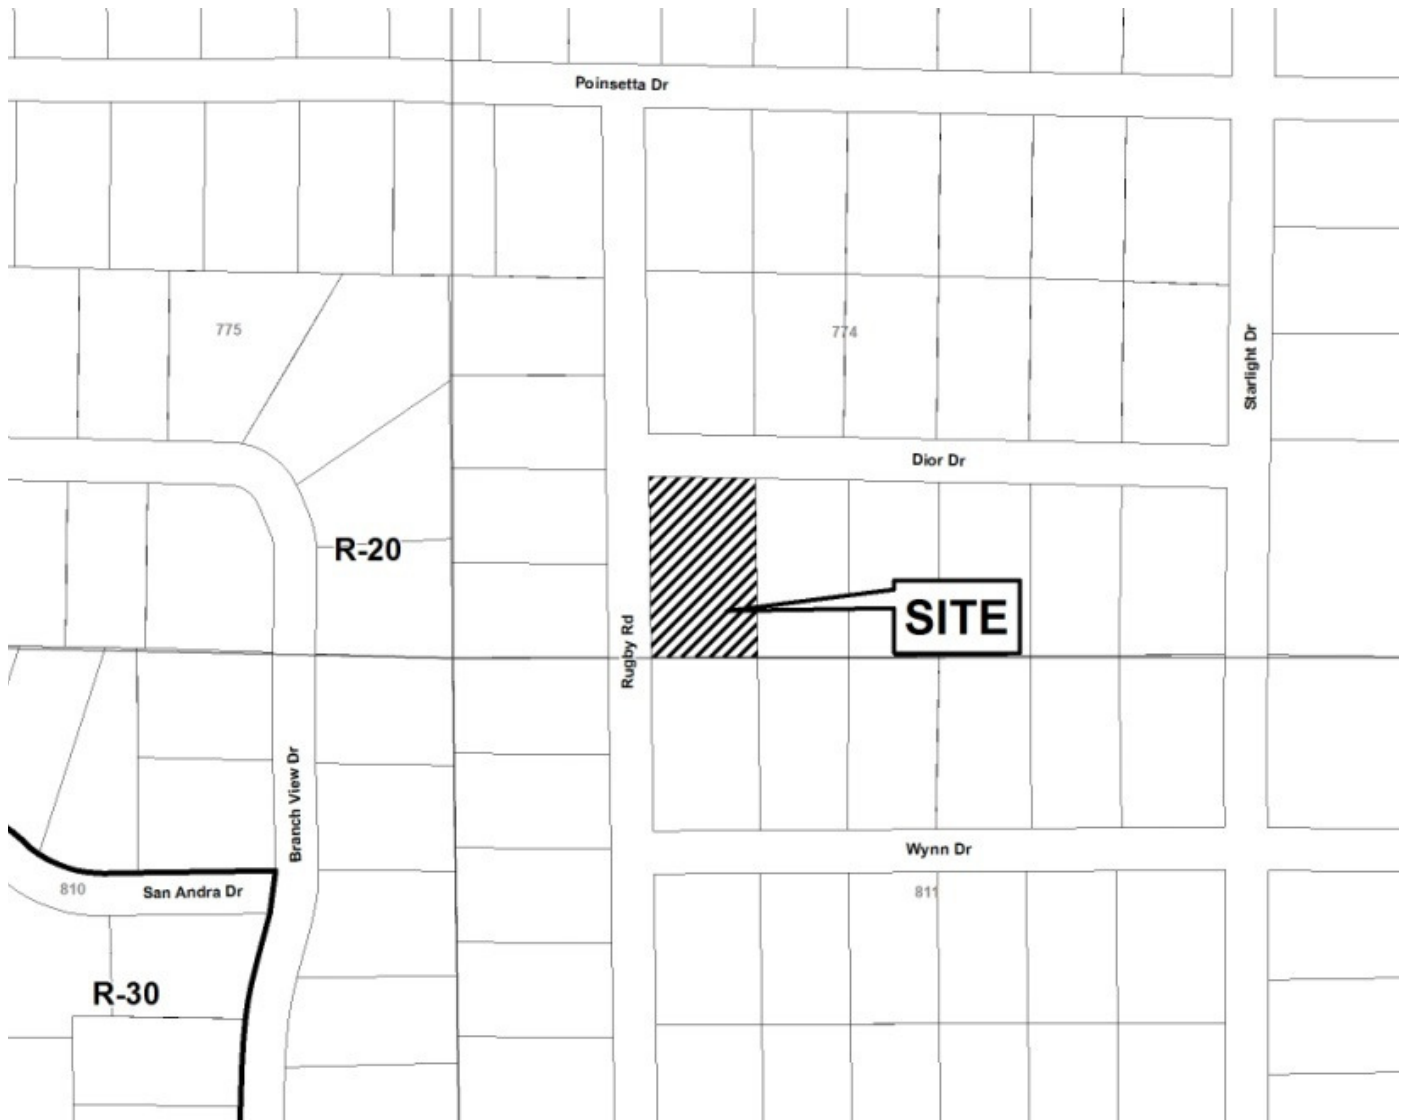 Poinsetta Dr
775
774
Starlight Dr
Dior Dr
R-20
SITE
Rugby Rd
Branch View Dr
Wynn Dr
810
San Andra Dr
811
R-30